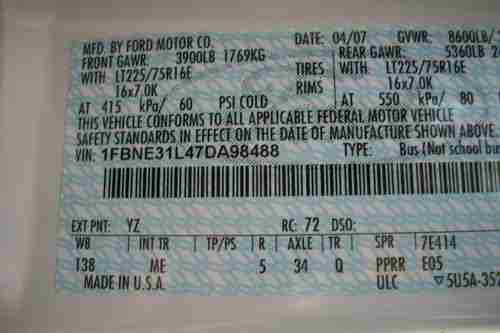 MFD. BY FORD MOTOR CO. DATE: 04/07 GVWR: 8600LB/
FRONT GAWR: 3900LB 1769KG REAR GAWR: 5360LB 2
WITH LT225/75R16E TIRES WITH LT225/75R16E
16x7.0K RIMS 16x7.0K
AT 415 kPa/ 60 PSI COLD AT 550 kPa/ 80
THIS VEHICLE CONFORMS TO ALL APPLICABLE FEDERAL MOTOR VEHICLE
SAFETY STANDARDS IN EFFECT ON THE DATE OF MANUFACTURE SHOWN ABOVE.
VIN: 1FBNE31L47DA98488 TYPE: Bus (Not school bu
EXT PNT: YZ RC: 72 DSO:
WB INT TR TP/PS R AXLE TR SPR 7E414
138 ME 5 34 Q PPRR E05
MADE IN U.S.A. ULC ▽5U5A-352